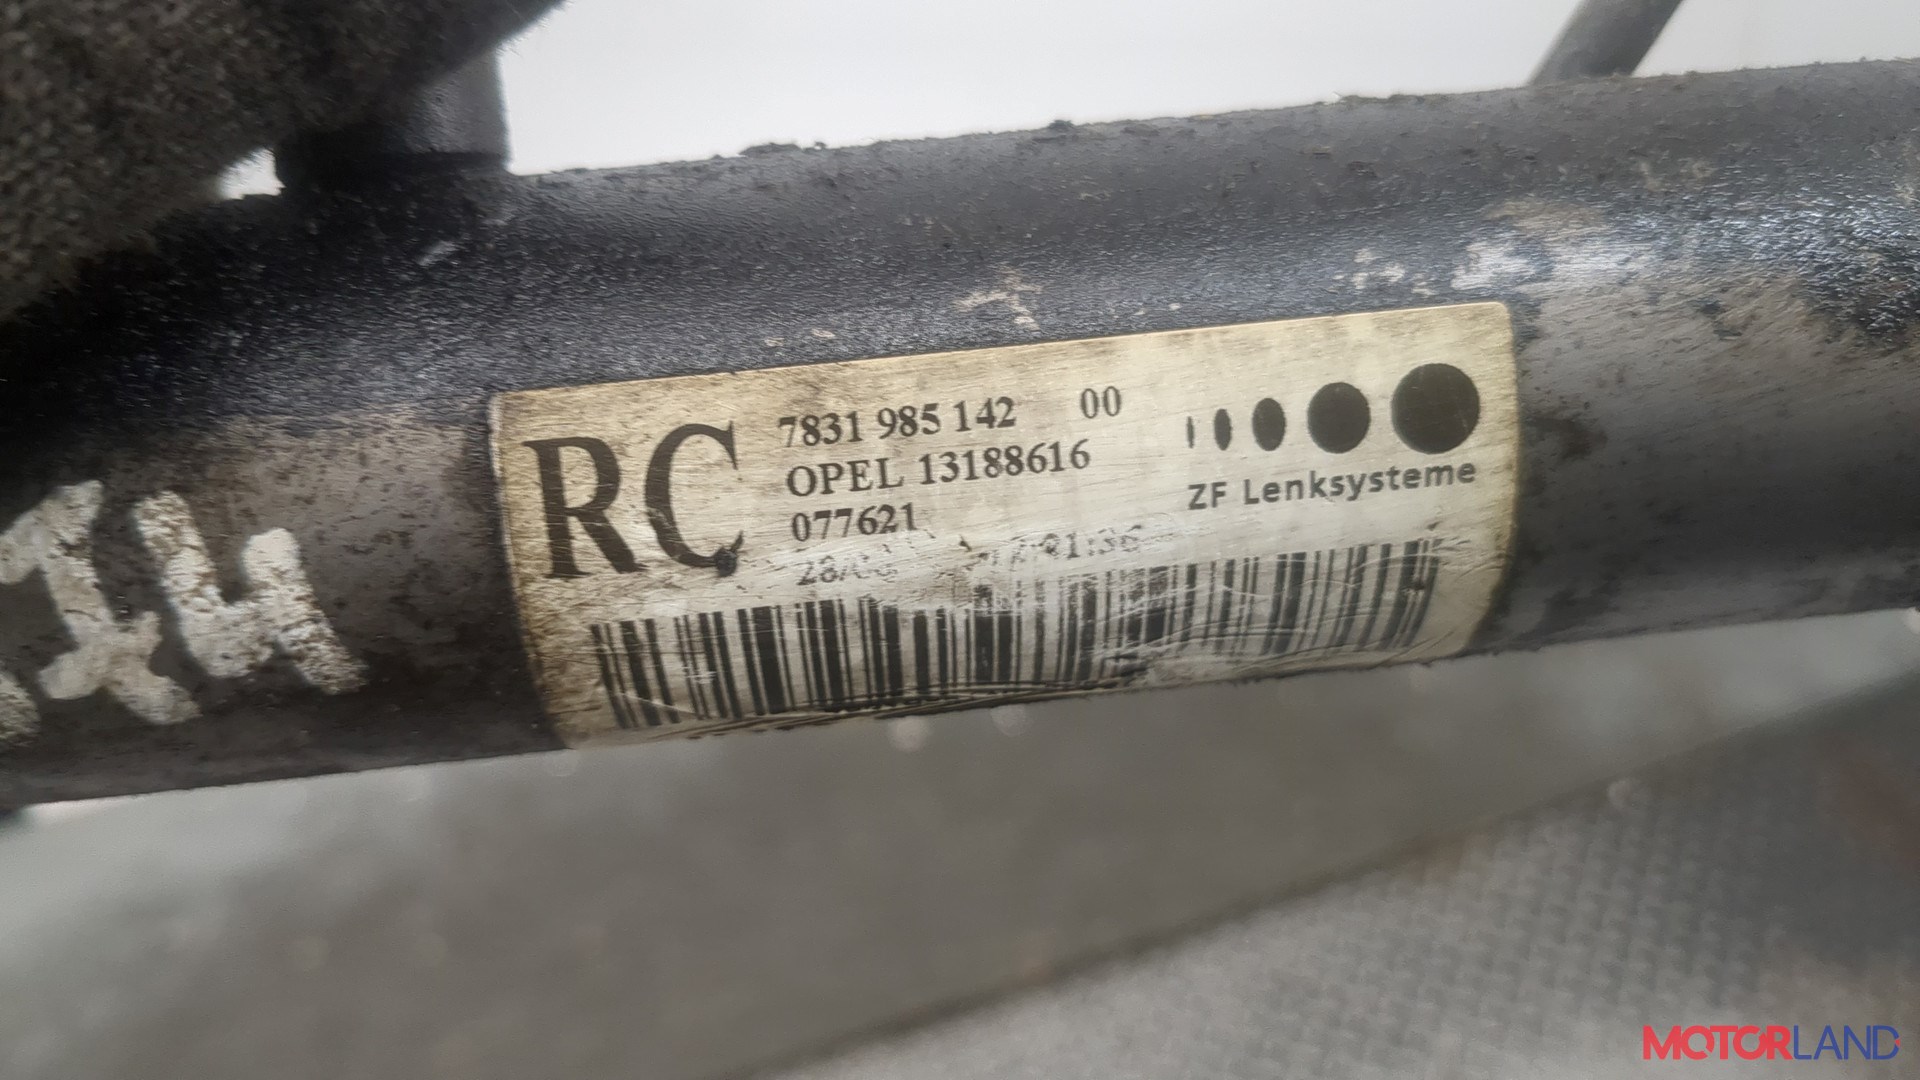 RC
7831 985 142 00
OPEL 13188616
077621
ZF Lenksysteme
MOTORLAND